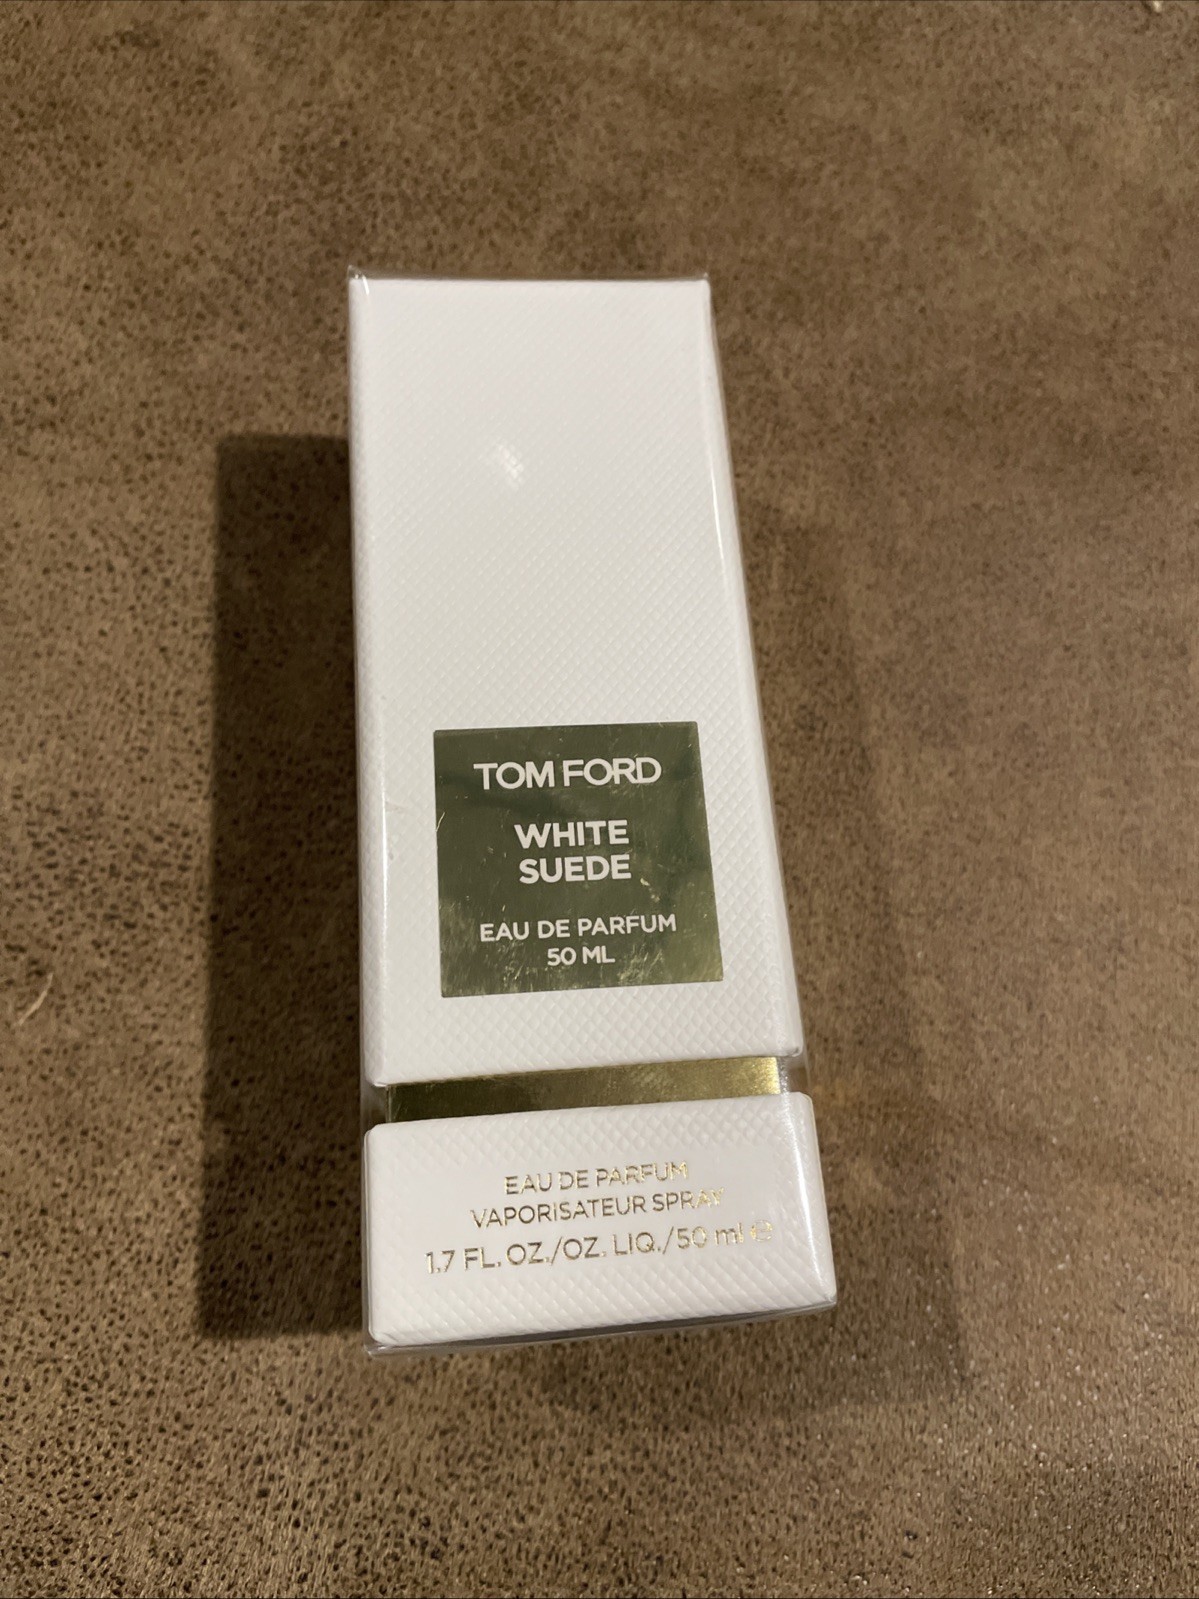 TOM FORD
WHITE
SUEDE
EAU DE PARFUM
50 ML
EAU DE PARFUM
VAPORISATEUR SPRAY
1.7 FL. OZ./OZ. LIQ./50 ml ℮